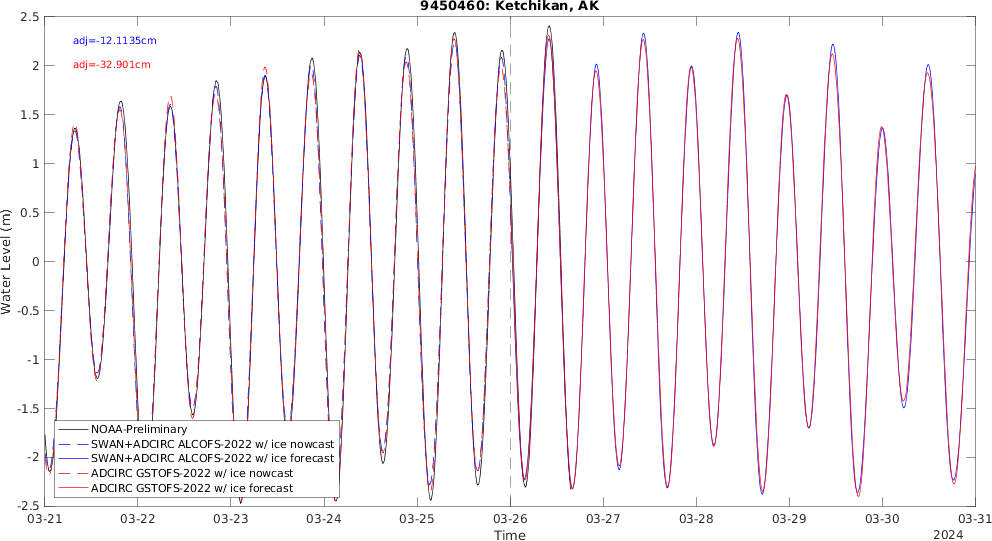 9450460: Ketchikan, AK
adj=-12.1135cm
adj=-32.901cm
Water Level (m)
2.5
2
1.5
1
0.5
0
-0.5
-1
-1.5
-2
-2.5
NOAA-Preliminary
SWAN+ADCIRC ALCOFS-2022 w/ ice nowcast
SWAN+ADCIRC ALCOFS-2022 w/ ice forecast
ADCIRC GSTOFS-2022 w/ ice nowcast
ADCIRC GSTOFS-2022 w/ ice forecast
03-21 03-22 03-23 03-24 03-25 03-26 03-27 03-28 03-29 03-30 03-31
Time
2024